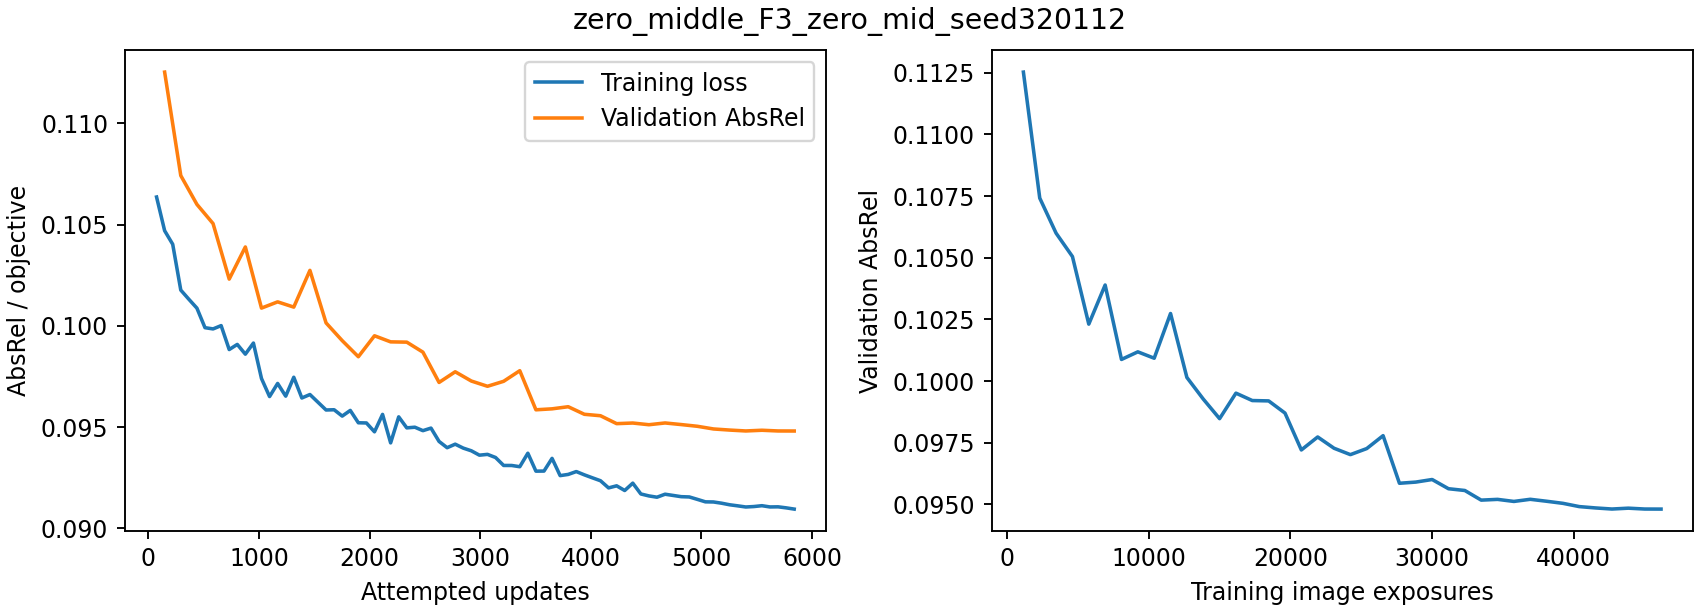 zero_middle_F3_zero_mid_seed320112
AbsRel / objective
0.110
0.105
0.100
0.095
0.090
Training loss
Validation AbsRel
0 1000 2000 3000 4000 5000 6000
Attempted updates
Validation AbsRel
0.1125
0.1100
0.1075
0.1050
0.1025
0.1000
0.0975
0.0950
0 10000 20000 30000 40000
Training image exposures